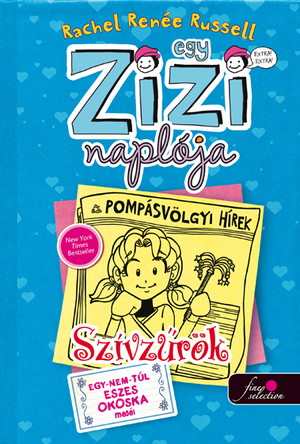 Rachel Renée Russell
egy
EXTRA!
EXTRA!
Zizi
naplója
és POMPÁSVÖLGYI HÍREK
New York
Times
Bestseller
Szívzűrök
EGY-NEM-TÚL
ESZES
OKOSKA
meséi
fine
selection